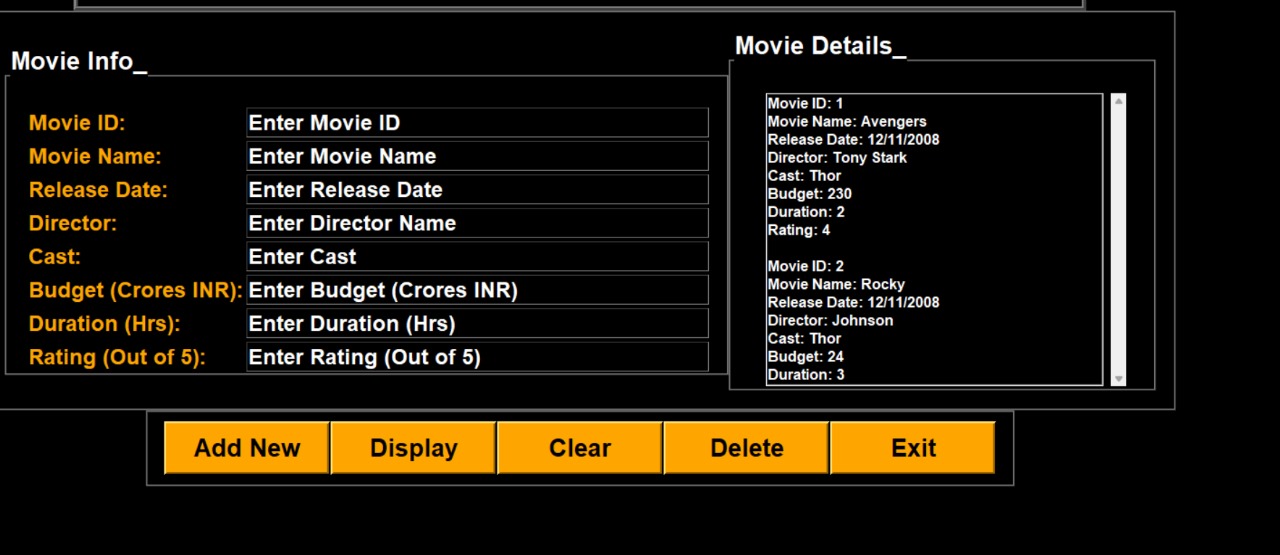 Movie Info_
Movie ID: Enter Movie ID
Movie Name: Enter Movie Name
Release Date: Enter Release Date
Director: Enter Director Name
Cast: Enter Cast
Budget (Crores INR): Enter Budget (Crores INR)
Duration (Hrs): Enter Duration (Hrs)
Rating (Out of 5): Enter Rating (Out of 5)
Movie Details_
Movie ID: 1
Movie Name: Avengers
Release Date: 12/11/2008
Director: Tony Stark
Cast: Thor
Budget: 230
Duration: 2
Rating: 4
Movie ID: 2
Movie Name: Rocky
Release Date: 12/11/2008
Director: Johnson
Cast: Thor
Budget: 24
Duration: 3
Add New Display Clear Delete Exit